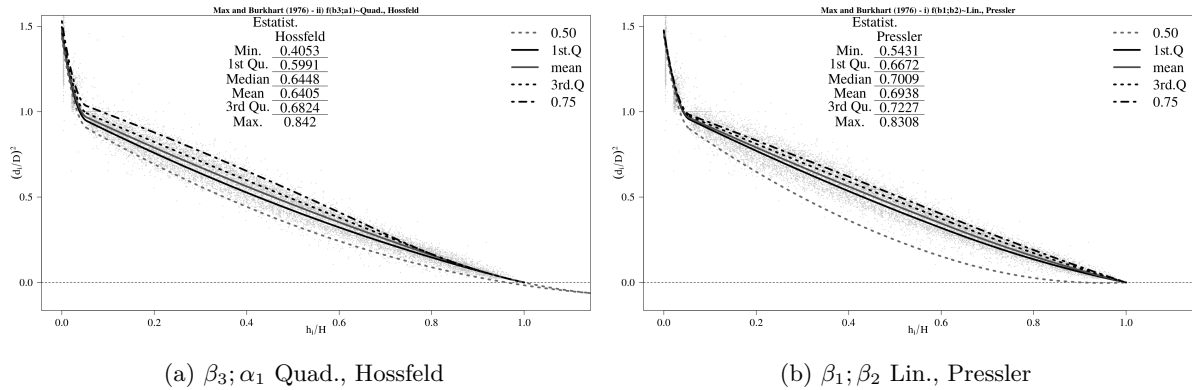 Max and Burkhart (1976) - ii) f(b3;a1)~Quad., Hossfeld
Estatist.
Hossfeld
Min. 0.4053
1st Qu. 0.5991
Median 0.6448
Mean 0.6405
3rd Qu. 0.6824
Max. 0.842
0.50
1st.Q
mean
3rd.Q
0.75
1.5
1.0
0.5
0.0
(di/D)²
0.0 0.2 0.4 0.6 0.8 1.0
hi/H
(a) β3; α1 Quad., Hossfeld
Max and Burkhart (1976) - i) f(b1;b2)~Lin., Pressler
Estatist.
Pressler
Min. 0.5431
1st Qu. 0.6672
Median 0.7009
Mean 0.6938
3rd Qu. 0.7227
Max. 0.8308
0.50
1st.Q
mean
3rd.Q
0.75
1.5
1.0
0.5
0.0
(di/D)²
0.0 0.2 0.4 0.6 0.8 1.0
hi/H
(b) β1; β2 Lin., Pressler